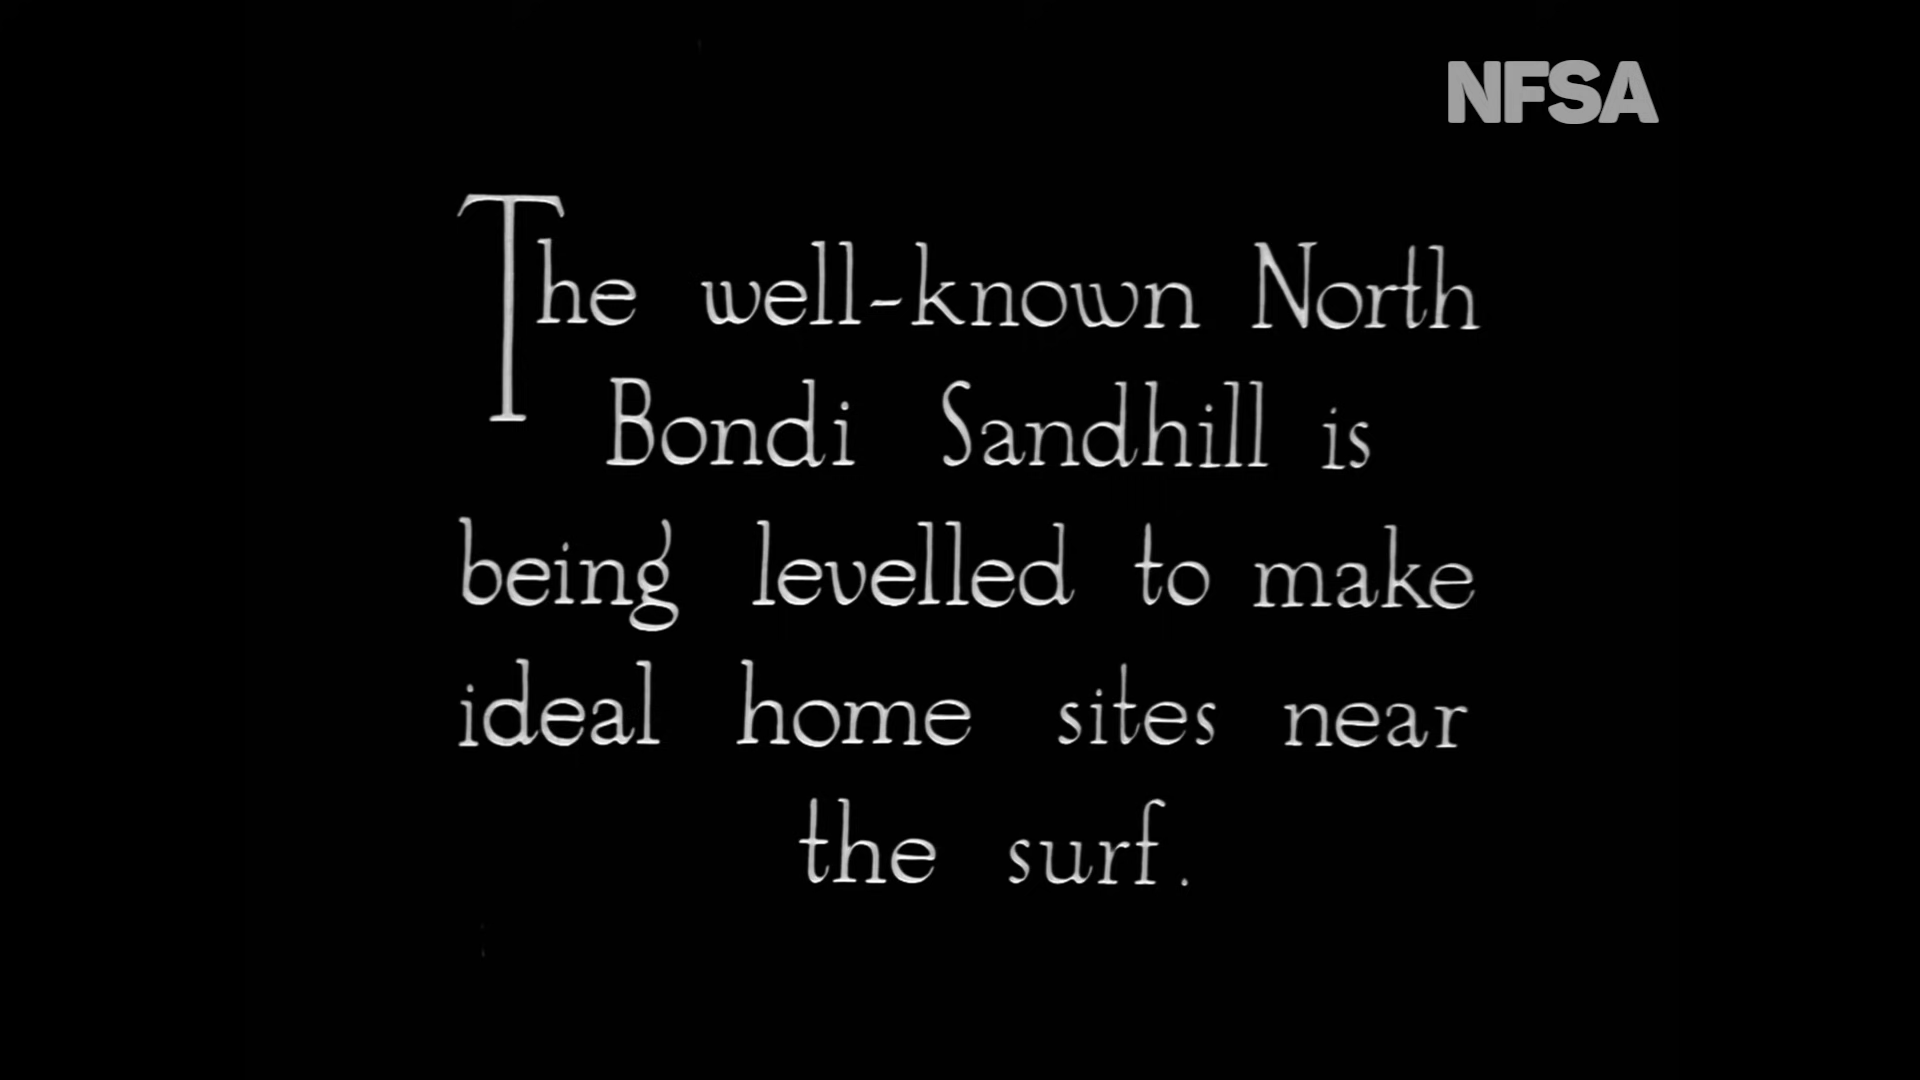 NFSA
The well-known North
Bondi Sandhill is
being levelled to make
ideal home sites near
the surf.